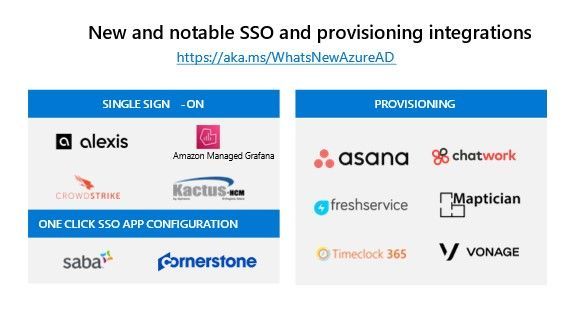 New and notable SSO and provisioning integrations
https://aka.ms/WhatsNewAzureAD
SINGLE SIGN -ON
alexis
Amazon Managed Grafana
CROWDSTRIKE
Kactus-HCM
ONE CLICK SSO APP CONFIGURATION
saba
cornerstone
PROVISIONING
asana
chatwork
freshservice
Maptician
Timeclock 365
VONAGE